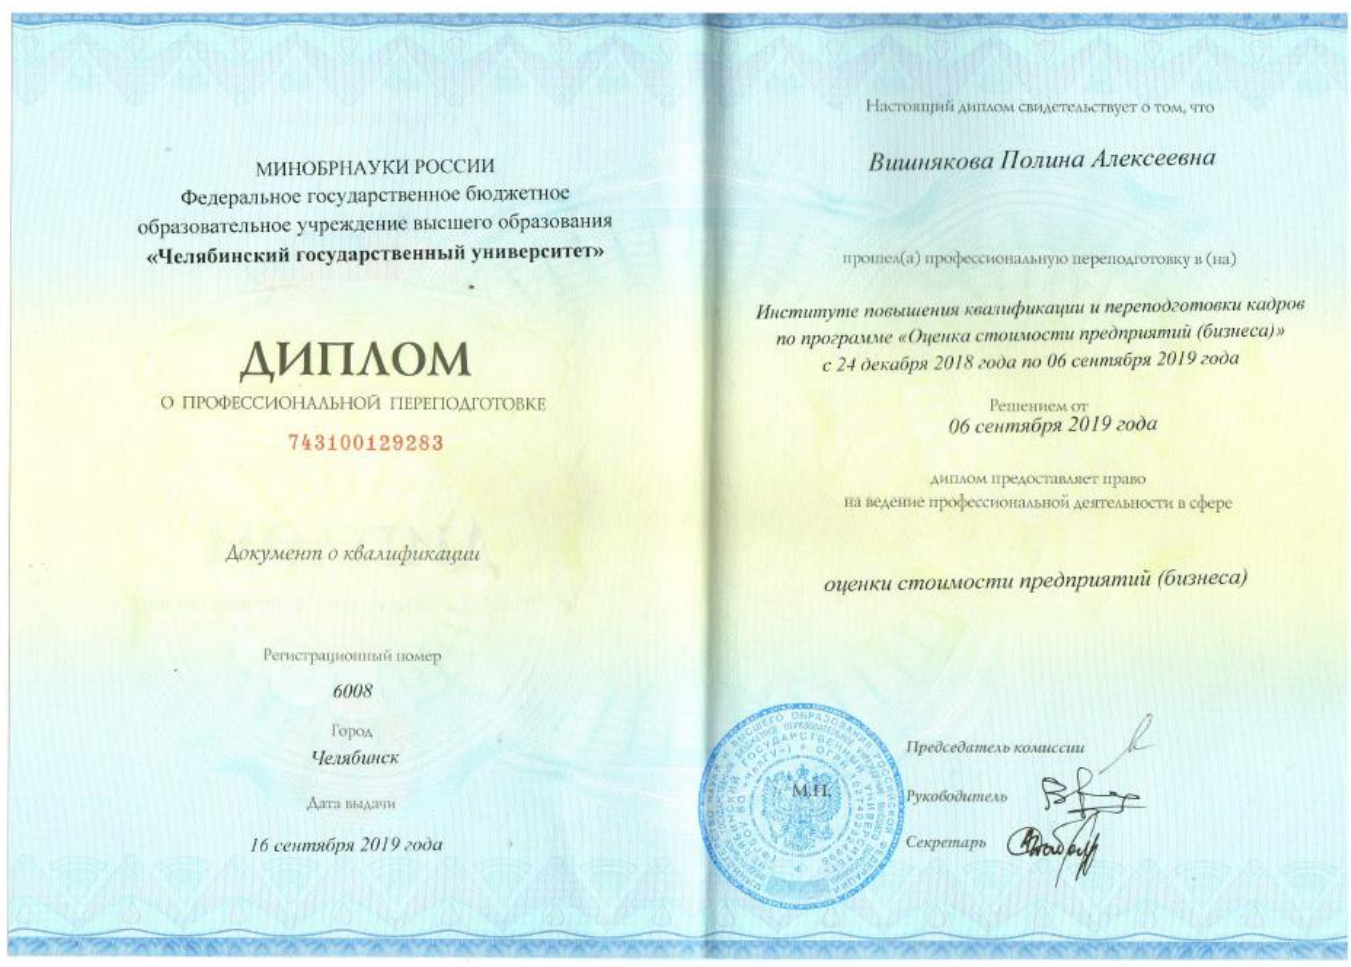 МИНОБРНАУКИ РОССИИ
Федеральное государственное бюджетное
образовательное учреждение высшего образования
«Челябинский государственный университет»
ДИПЛОМ
О ПРОФЕССИОНАЛЬНОЙ ПЕРЕПОДГОТОВКЕ
743100129283
Документ о квалификации
Регистрационный номер
6008
Город
Челябинск
Дата выдачи
16 сентября 2019 года
Настоящий диплом свидетельствует о том, что
Вишнякова Полина Алексеевна
прошел(а) профессиональную переподготовку в (на)
Институте повышения квалификации и переподготовки кадров
по программе «Оценка стоимости предприятий (бизнеса)»
с 24 декабря 2018 года по 06 сентября 2019 года
Решением от
06 сентября 2019 года
диплом предоставляет право
на ведение профессиональной деятельности в сфере
оценки стоимости предприятий (бизнеса)
Председатель комиссии
М.П.
Руководитель
Секретарь